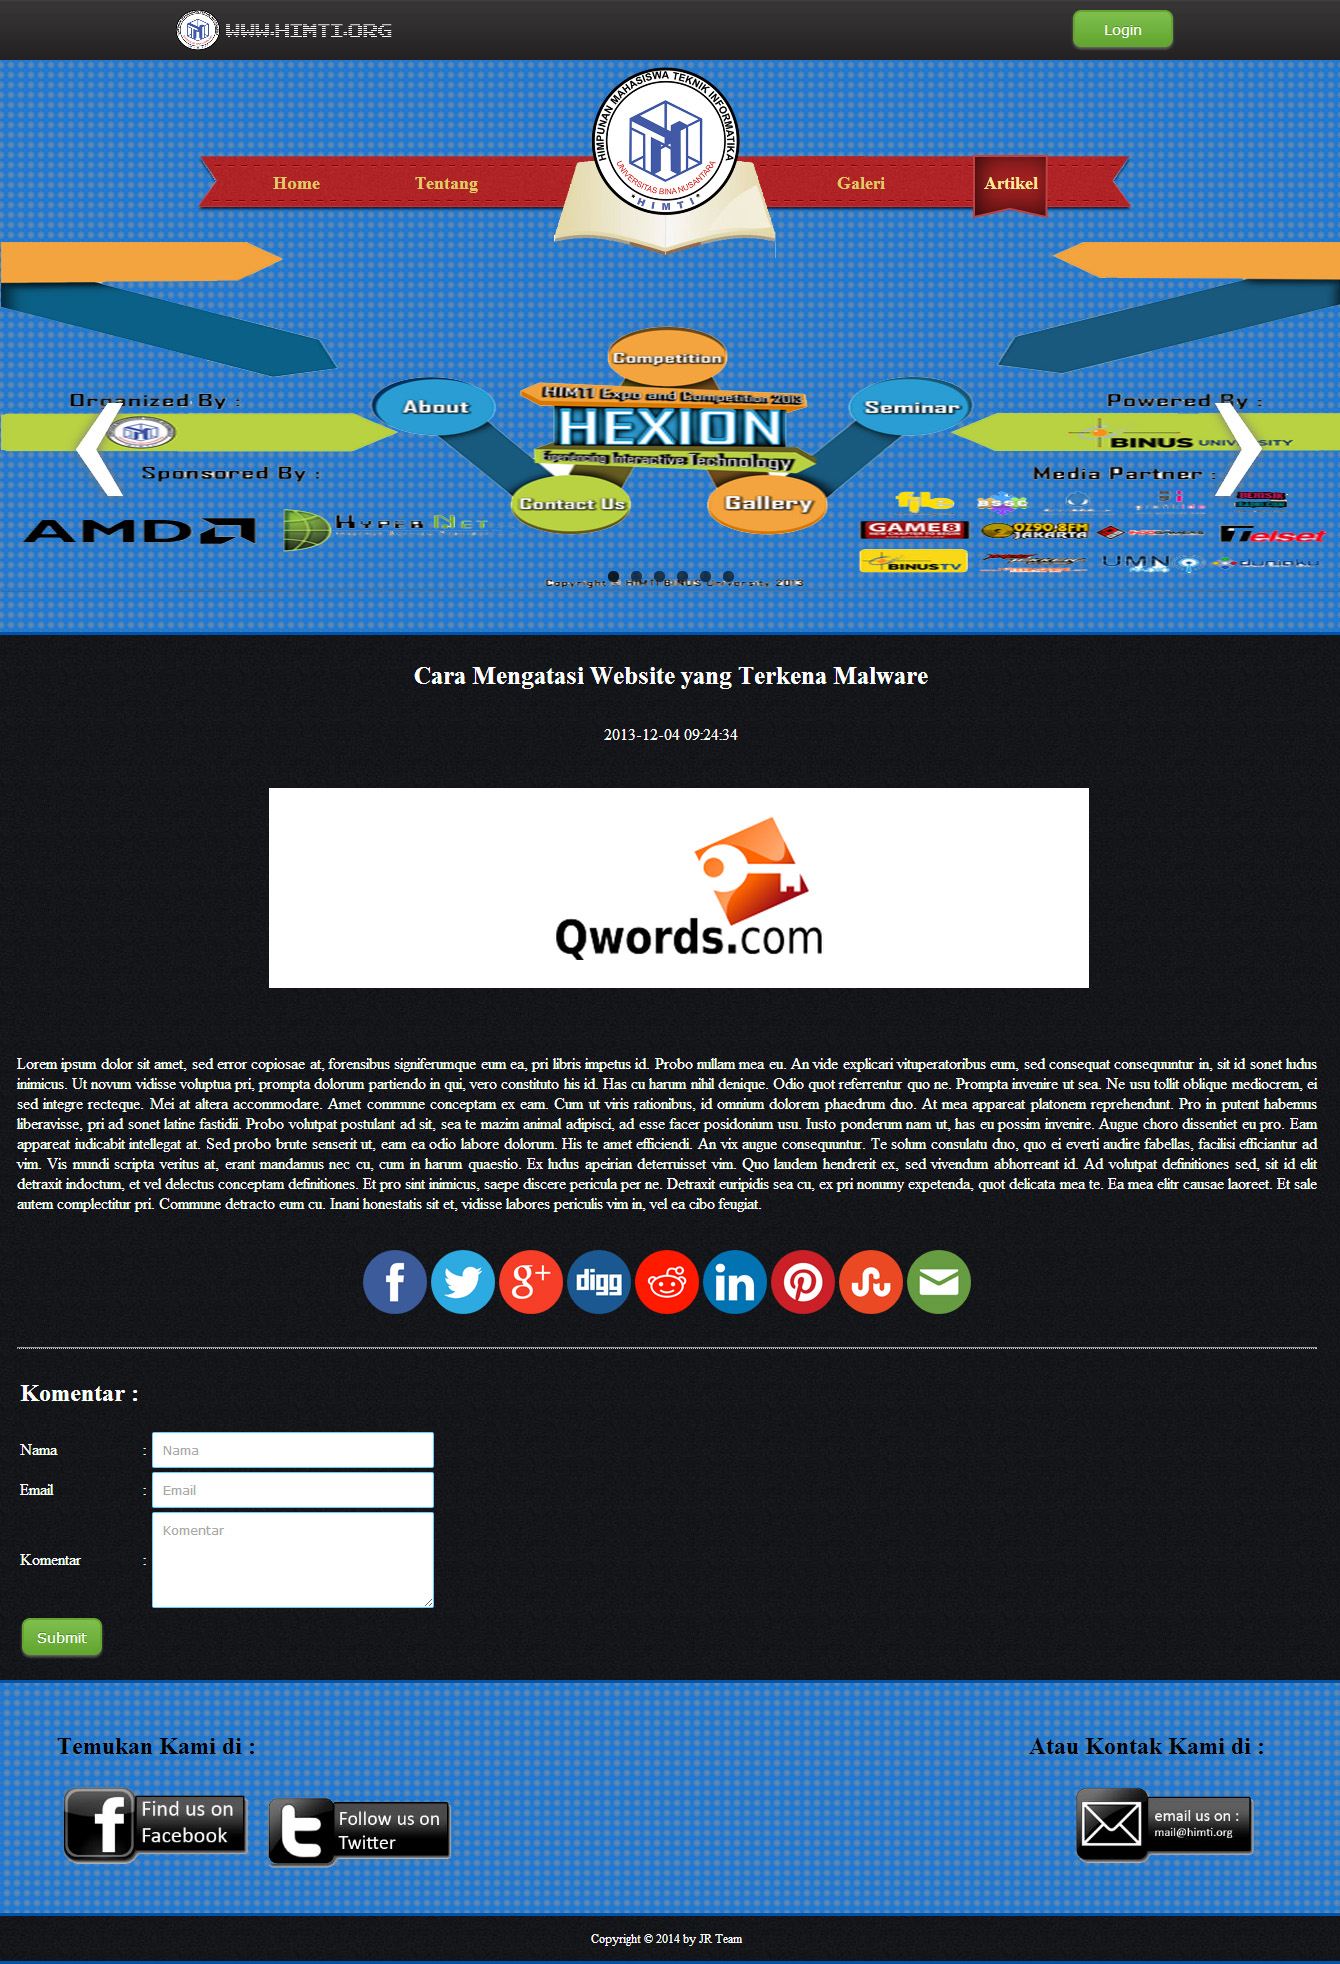 WWW.HIMTI.ORG
Login
HIMPUNAN MAHASISWA TEKNIK INFORMATIKA
UNIVERSITAS BINA NUSANTARA
* HIMTI *
Home
Tentang
Galeri
Artikel
Competition
HIMTI Expo and Competition 2013
HEXION
Experiencing Interactive Technology
About
Seminar
Contact Us
Gallery
Organized By :
Sponsored By :
AMD
HYPER NET
Powered By :
BINUS UNIVERSITY
Media Partner :
GAME8
OZ90.8FM
JAKARTA
Telset
BINUS TV
UMN
duniaku
Copyright © HIMTI BINUS University 2013
Cara Mengatasi Website yang Terkena Malware
2013-12-04 09:24:34
Qwords.com
Lorem ipsum dolor sit amet, sed error copiosae at, forensibus signiferumque eum ea, pri libris impetus id. Probo nullam mea eu. An vide explicari vituperatoribus eum, sed consequat consequuntur in, sit id sonet ludus
inimicus. Ut novum vidisse voluptua pri, prompta dolorum partiendo in qui, vero constituto his id. Has cu harum nihil denique. Odio quot referrentur quo ne. Prompta invenire ut sea. Ne usu tollit oblique mediocrem, ei
sed integre recteque. Mei at altera accommodare. Amet commune conceptam ex eam. Cum ut viris rationibus, id omnium dolorem phaedrum duo. At mea appareat platonem reprehendunt. Pro in putent habemus
liberavisse, pri ad sonet latine fastidii. Probo volutpat postulant ad sit, sea te mazim animal adipisci, ad esse facer posidonium usu. Iusto ponderum nam ut, has eu possim invenire. Augue choro dissentiet eu pro. Eam
appareat iudicabit intellegat at. Sed probo brute senserit ut, eam ea odio labore dolorum. His te amet efficiendi. An vix augue consequuntur. Te solum consulatu duo, quo ei everti audire fabellas, facilisi efficiantur ad
vim. Vis mundi scripta veritus at, erant mandamus nec cu, cum in harum quaestio. Ex ludus apeirian deterruisset vim. Quo laudem hendrerit ex, sed vivendum abhorreant id. Ad volutpat definitiones sed, sit id elit
detraxit indoctum, et vel delectus conceptam definitiones. Et pro sint inimicus, saepe discere pericula per ne. Detraxit euripidis sea cu, ex pri nonumy expetenda, quot delicata mea te. Ea mea elitr causae laoreet. Et sale
autem complectitur pri. Commune detracto eum cu. Inani honestatis sit et, vidisse labores periculis vim in, vel ea cibo feugiat.
digg
Komentar :
Nama : Nama
Email : Email
Komentar : Komentar
Submit
Temukan Kami di :
Atau Kontak Kami di :
Find us on
Facebook
Follow us on
Twitter
email us on :
mail@himti.org
Copyright © 2014 by JR Team